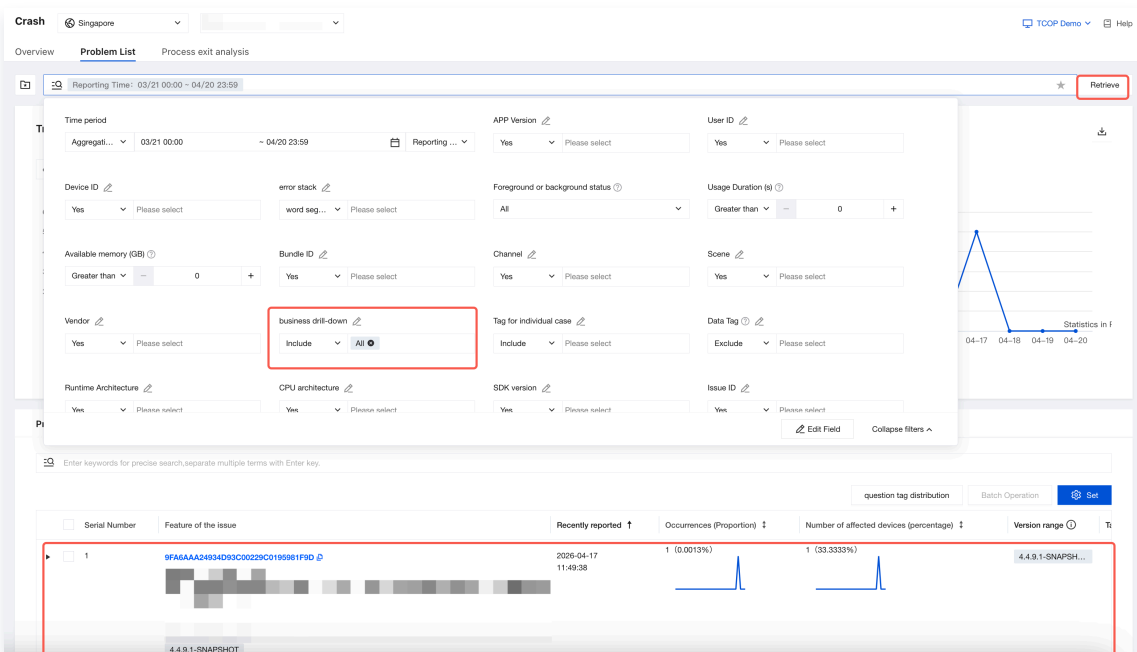 Crash Singapore TCOP Demo Help
Overview Problem List Process exit analysis
Reporting Time: 03/21 00:00 ~ 04/20 23:59 Retrieve
Time period APP Version User ID
Aggregati... 03/21 00:00 ~ 04/20 23:59 Reporting ... Yes Please select Yes Please select
Device ID error stack Foreground or background status Usage Duration (s)
Yes Please select word seg... Please select All Greater than − 0 +
Available memory (GB) Bundle ID Channel Scene
Greater than − 0 + Yes Please select Yes Please select Yes Please select
Vendor business drill-down Tag for individual case Data Tag
Statistics in
Yes Please select Include All Include Please select Exclude Please select
04-17 04-18 04-19 04-20
Runtime Architecture CPU architecture SDK version Issue ID
Yes Please select Yes Please select Yes Please select Yes Please select
Edit Field Collapse filters
Enter keywords for precise search,separate multiple terms with Enter key.
question tag distribution Batch Operation Set
Serial Number Feature of the issue Recently reported ↑ Occurrences (Proportion) Number of affected devices (percentage) Version range
1 9FA6AAA24934D93C00229C0195981F9D 2026-04-17 1 (0.0013%) 1 (33.3333%) 4.4.9.1-SNAPSH...
11:49:38
4.4.9.1-SNAPSHOT